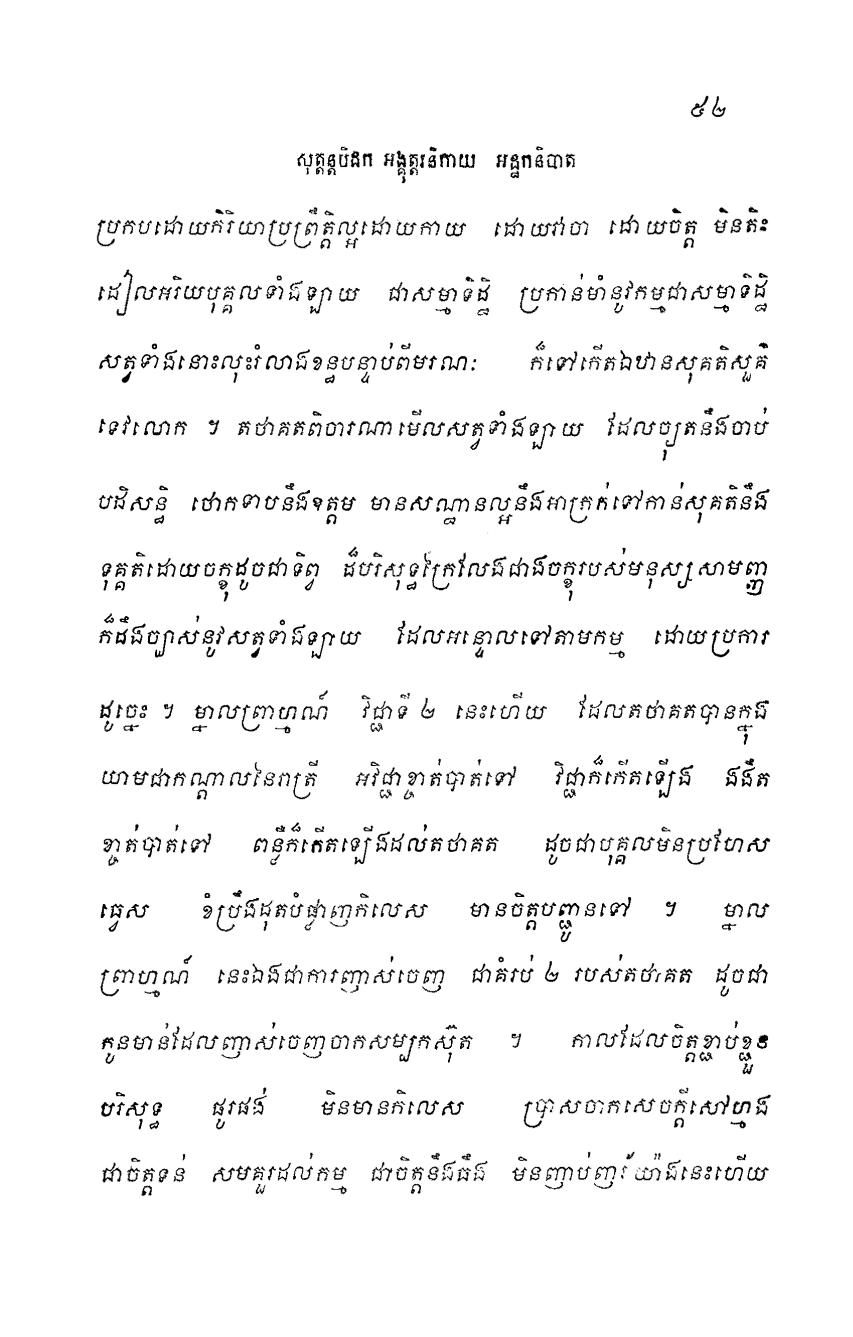 ៥២
សុត្តន្តបិដក អង្គុត្តរនិកាយ អដ្ឋកនិបាត
ប្រកបដោយកិរិយាប្រព្រឹត្តិល្អដោយកាយ ដោយវាចា ដោយចិត្ត មិនតិះ
ដៀលអរិយបុគ្គលទាំងឡាយ ជាសម្មាទិដ្ឋិ ប្រកាន់មាំនូវកម្មជាសម្មាទិដ្ឋិ
សត្វទាំងនោះលុះរំលាងខន្ធបន្ទាប់ពីមរណៈ ក៏ទៅកើតឯឋានសុគតិសួគ៌
ទេវលោក ។ តថាគតពិចារណាមើលសត្វទាំងឡាយ ដែលច្យុតនឹងចាប់
បដិសន្ធិ ថោកទាបនឹងឧត្តម មានសណ្ឋានល្អនឹងអាក្រក់ទៅកាន់សុគតិនឹង
ទុគ្គតិដោយចក្ខុដូចជាទិព្វ ដ៏បរិសុទ្ធក្រៃលែងជាងចក្ខុរបស់មនុស្សសាមញ្ញ
ក៏ដឹងច្បាស់នូវសត្វទាំងឡាយ ដែលអន្ទោលទៅតាមកម្ម ដោយប្រការ
ដូច្នេះ ។ ម្នាលព្រាហ្មណ៍ វិជ្ជាទី ២ នេះហើយ ដែលតថាគតបានក្នុង
យាមជាកណ្តាលនៃរាត្រី អវិជ្ជាខ្ចាត់បាត់ទៅ វិជ្ជាក៏កើតឡើង ងងឹត
ខ្ចាត់បាត់ទៅ ពន្លឺក៏កើតឡើងដល់តថាគត ដូចជាបុគ្គលមិនប្រហែស
ធ្វេស ខំប្រឹងដុតបំផ្លាញកិលេស មានចិត្តបញ្ជូនទៅ ។ ម្នាល
ព្រាហ្មណ៍ នេះឯងជាការញាស់ចេញ ជាគំរប់ ២ របស់តថាគត ដូចជា
កូនមាន់ដែលញាស់ចេញចាកសម្បកស៊ុត ។ កាលដែលចិត្តខ្ជាប់ខ្ជួន
បរិសុទ្ធ ផូរផង់ មិនមានកិលេស ប្រាសចាកសេចក្តីសៅហ្មង
ជាចិត្តទន់ សមគួរដល់កម្ម ជាចិត្តនឹងធឹង មិនញាប់ញ័រ យ៉ាងនេះហើយ